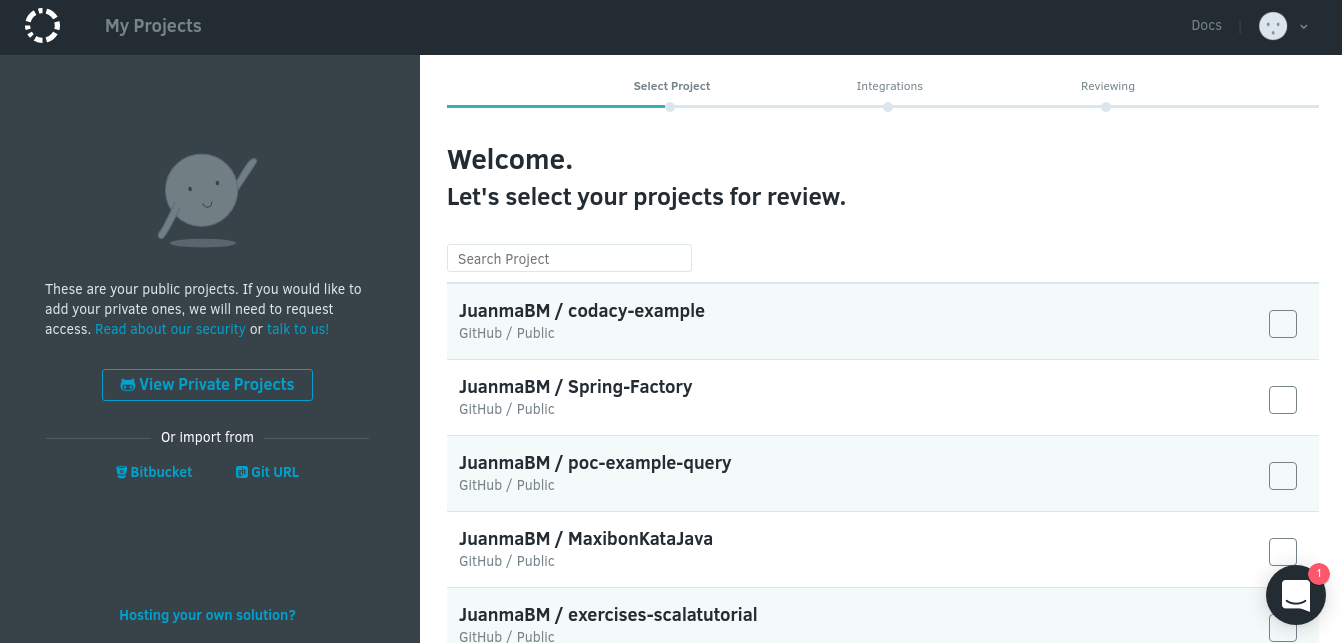 My Projects
Docs
Select Project
Integrations
Reviewing
Welcome.
Let's select your projects for review.
Search Project
JuanmaBM / codacy-example
GitHub / Public
JuanmaBM / Spring-Factory
GitHub / Public
JuanmaBM / poc-example-query
GitHub / Public
JuanmaBM / MaxibonKataJava
GitHub / Public
JuanmaBM / exercises-scalatutorial
GitHub / Public
These are your public projects. If you would like to
add your private ones, we will need to request
access. Read about our security or talk to us!
View Private Projects
Or import from
Bitbucket
Git URL
Hosting your own solution?
1